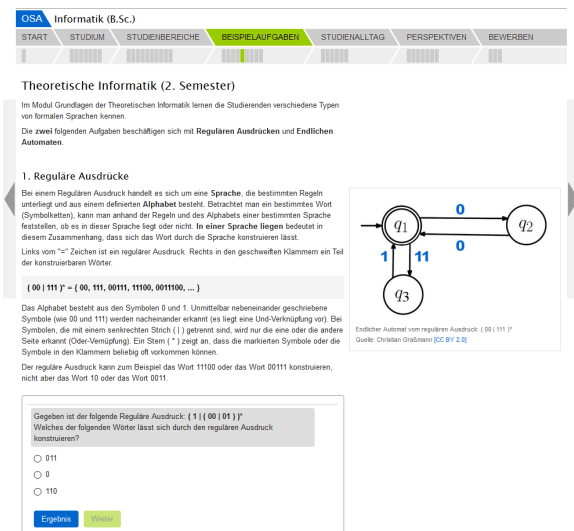 OSA Informatik (B.Sc.)
START STUDIUM STUDIENBEREICHE BEISPIELAUFGABEN STUDIENALLTAG PERSPEKTIVEN BEWERBEN
Theoretische Informatik (2. Semester)
Im Modul Grundlagen der Theoretischen Informatik lernen die Studierenden verschiedene Typen
von formalen Sprachen kennen.
Die zwei folgenden Aufgaben beschäftigen sich mit Regulären Ausdrücken und Endlichen
Automaten.
1. Reguläre Ausdrücke
Bei einem Regulären Ausdruck handelt es sich um eine Sprache, die bestimmten Regeln
unterliegt und aus einem definierten Alphabet besteht. Betrachtet man ein bestimmtes Wort
(Symbolketten), kann man anhand der Regeln und des Alphabets einer bestimmten Sprache
feststellen, ob es in dieser Sprache liegt oder nicht. In einer Sprache liegen bedeutet in
diesem Zusammenhang, dass sich das Wort durch die Sprache konstruieren lässt.
Links vom "=" Zeichen ist ein regulärer Ausdruck. Rechts in den geschweiften Klammern ein Teil
der konstruierbaren Wörter.
( 00 | 111 )* = { 00, 111, 00111, 11100, 0011100, ... }
Das Alphabet besteht aus den Symbolen 0 und 1. Unmittelbar nebeneinander geschriebene
Symbole (wie 00 und 111) werden nacheinander erkannt (es liegt eine Und-Verknüpfung vor). Bei
Symbolen, die mit einem senkrechten Strich ( | ) getrennt sind, wird nur die eine oder die andere
Seite erkannt (Oder-Vernüpfung). Ein Stern ( * ) zeigt an, dass die markierten Symbole oder die
Symbole in den Klammern beliebig oft vorkommen können.
Der reguläre Ausdruck kann zum Beispiel das Wort 11100 oder das Wort 00111 konstruieren,
nicht aber das Wort 10 oder das Wort 0011.
q1
0
q2
0
1
11
q3
Endlicher Automat vom regulären Ausdruck: ( 00 | 111 )*
Quelle: Christian Graßmann [CC BY 2.0]
Gegeben ist der folgende Reguläre Ausdruck: ( 1 | ( 00 | 01 ) )*
Welches der folgenden Wörter lässt sich durch den regulären Ausdruck
konstruieren?
011
0
110
Ergebnis Weiter